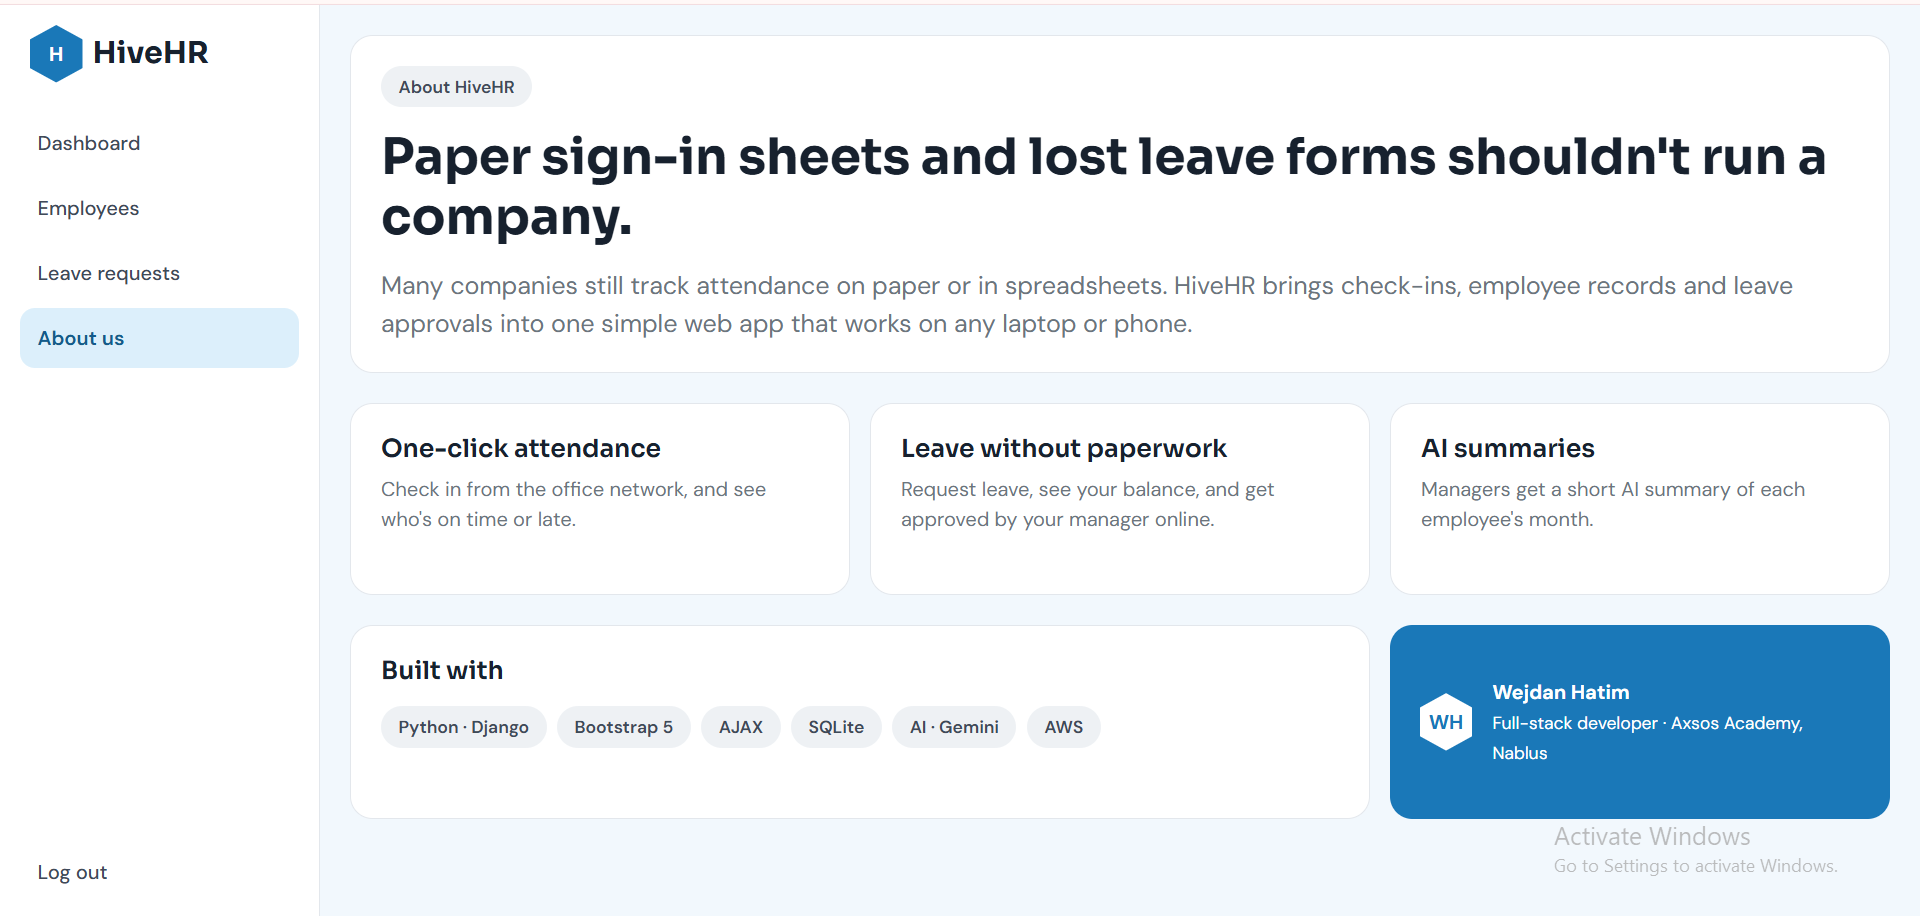 H
HiveHR
Dashboard
Employees
Leave requests
About us
Log out
About HiveHR
Paper sign-in sheets and lost leave forms shouldn't run a
company.
Many companies still track attendance on paper or in spreadsheets. HiveHR brings check-ins, employee records and leave
approvals into one simple web app that works on any laptop or phone.
One-click attendance
Check in from the office network, and see
who's on time or late.
Leave without paperwork
Request leave, see your balance, and get
approved by your manager online.
AI summaries
Managers get a short AI summary of each
employee's month.
Built with
Python · Django
Bootstrap 5
AJAX
SQLite
AI · Gemini
AWS
WH
Wejdan Hatim
Full-stack developer · Axsos Academy,
Nablus
Activate Windows
Go to Settings to activate Windows.